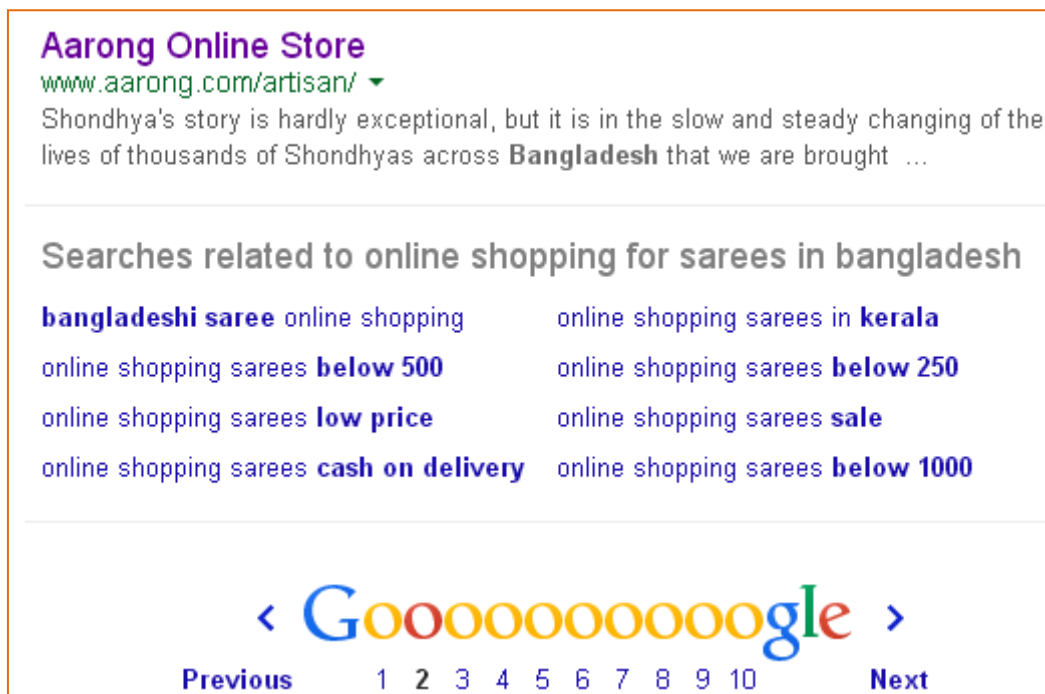 Aarong Online Store
www.aarong.com/artisan/
Shondhya's story is hardly exceptional, but it is in the slow and steady changing of the
lives of thousands of Shondhyas across Bangladesh that we are brought ...
Searches related to online shopping for sarees in bangladesh
bangladeshi saree online shopping online shopping sarees in kerala
online shopping sarees below 500 online shopping sarees below 250
online shopping sarees low price online shopping sarees sale
online shopping sarees cash on delivery online shopping sarees below 1000
< Goooooooooogle >
Previous 1 2 3 4 5 6 7 8 9 10 Next